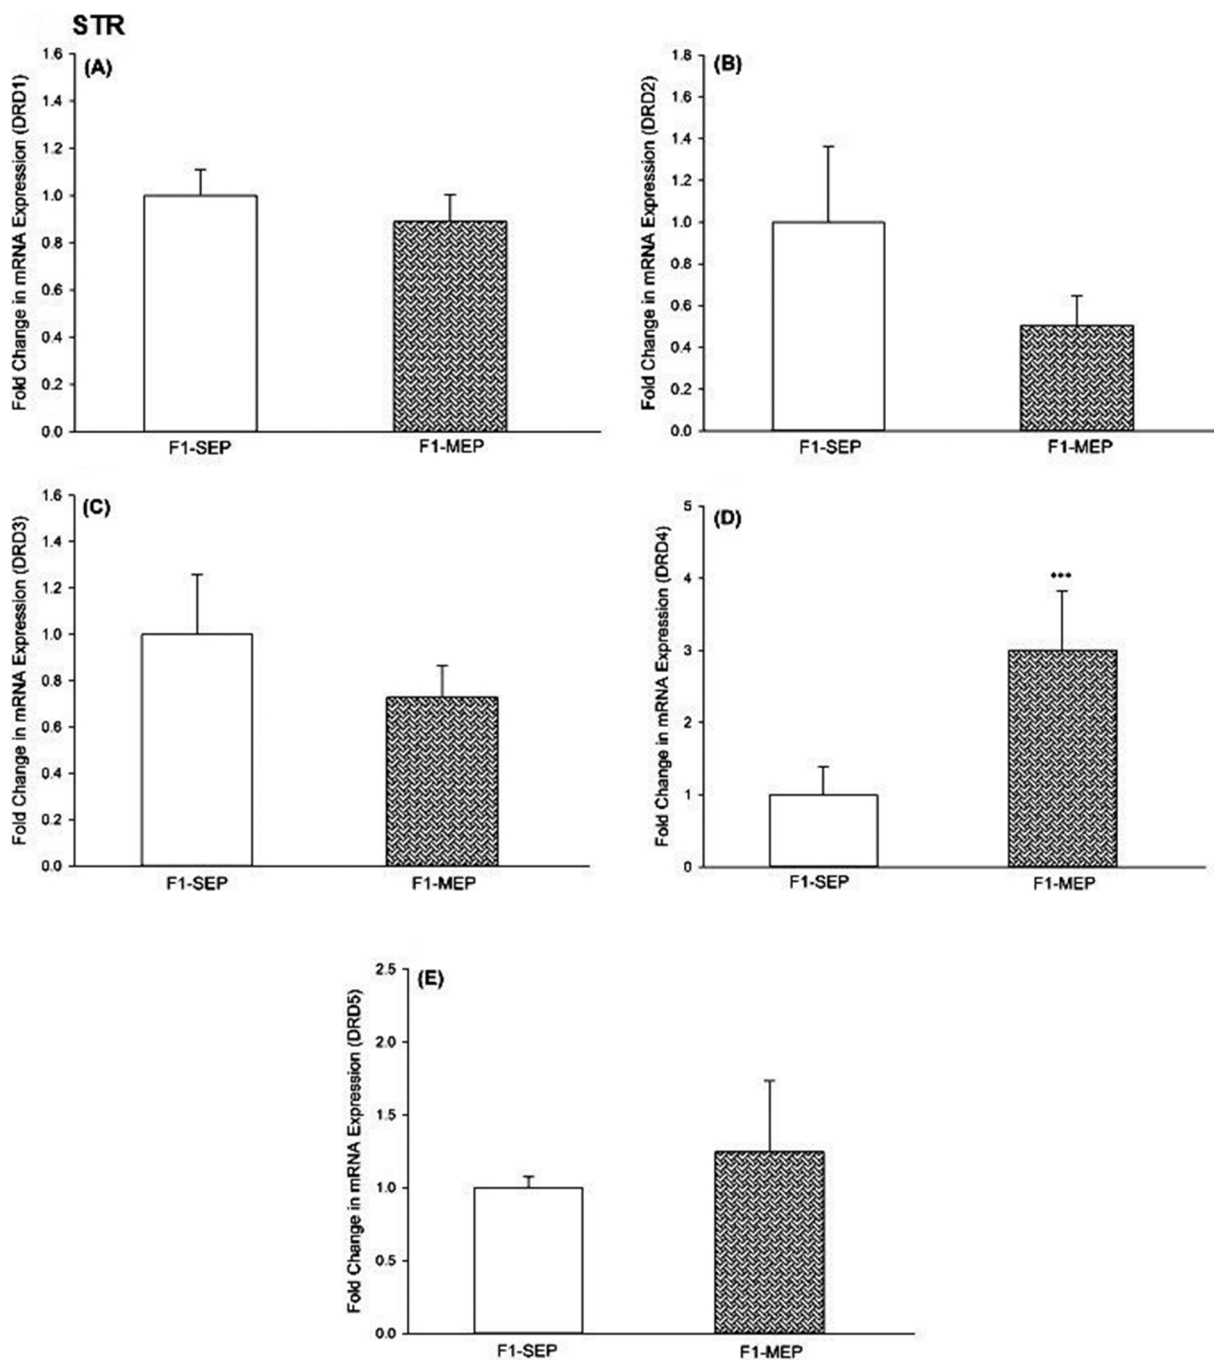 STR
(A)
Fold Change in mRNA Expression (DRD1)
1.6
1.4
1.2
1.0
0.8
0.6
0.4
0.2
0.0
F1-SEP F1-MEP
(B)
Fold Change in mRNA Expression (DRD2)
1.8
1.6
1.4
1.2
1.0
0.8
0.6
0.4
0.2
0.0
F1-SEP F1-MEP
(C)
Fold Change in mRNA Expression (DRD3)
1.6
1.4
1.2
1.0
0.8
0.6
0.4
0.2
0.0
F1-SEP F1-MEP
(D)
Fold Change in mRNA Expression (DRD4)
5
4
3
2
1
0
***
F1-SEP F1-MEP
(E)
Fold Change in mRNA Expression (DRD5)
2.5
2.0
1.5
1.0
0.5
0.0
F1-SEP F1-MEP